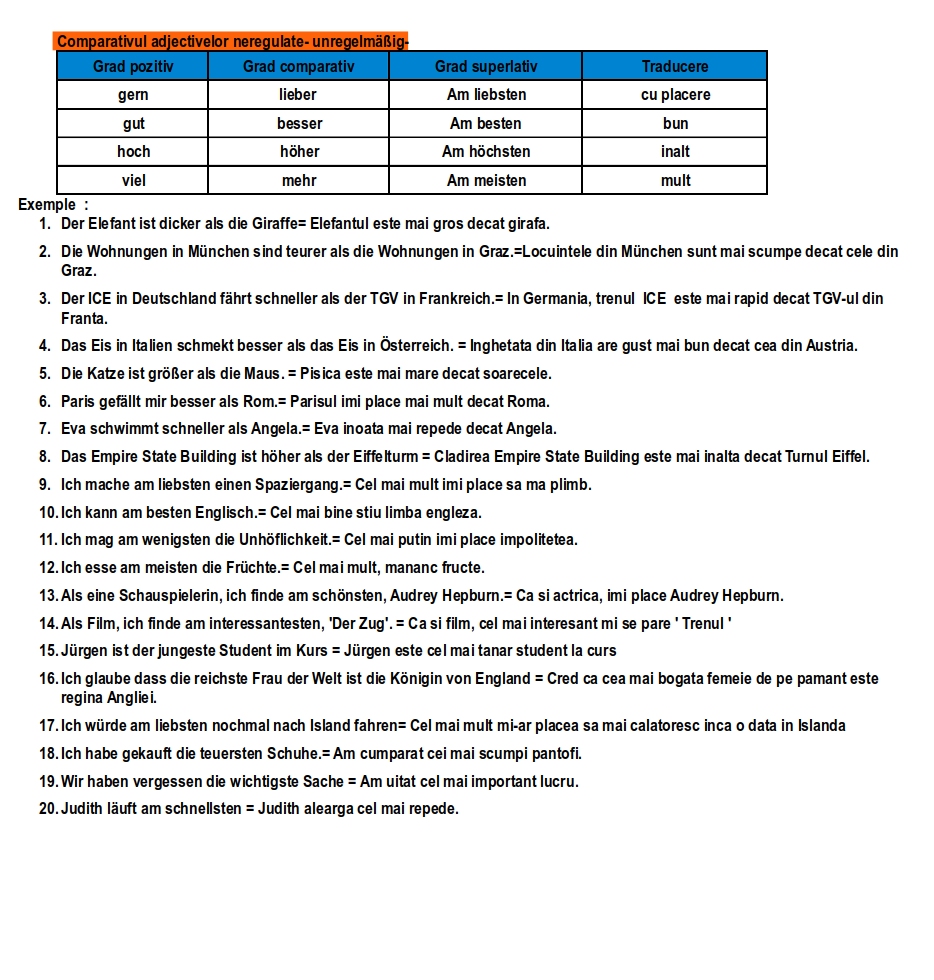 Comparativul adjectivelor neregulate- unregelmäßig-
Grad pozitiv Grad comparativ Grad superlativ Traducere
gern lieber Am liebsten cu placere
gut besser Am besten bun
hoch höher Am höchsten inalt
viel mehr Am meisten mult
Exemple :
1. Der Elefant ist dicker als die Giraffe= Elefantul este mai gros decat girafa.
2. Die Wohnungen in München sind teurer als die Wohnungen in Graz.=Locuintele din München sunt mai scumpe decat cele din
Graz.
3. Der ICE in Deutschland fährt schneller als der TGV in Frankreich.= In Germania, trenul ICE este mai rapid decat TGV-ul din
Franta.
4. Das Eis in Italien schmekt besser als das Eis in Österreich. = Inghetata din Italia are gust mai bun decat cea din Austria.
5. Die Katze ist größer als die Maus. = Pisica este mai mare decat soarecele.
6. Paris gefällt mir besser als Rom.= Parisul imi place mai mult decat Roma.
7. Eva schwimmt schneller als Angela.= Eva inoata mai repede decat Angela.
8. Das Empire State Building ist höher als der Eiffelturm = Cladirea Empire State Building este mai inalta decat Turnul Eiffel.
9. Ich mache am liebsten einen Spaziergang.= Cel mai mult imi place sa ma plimb.
10. Ich kann am besten Englisch.= Cel mai bine stiu limba engleza.
11. Ich mag am wenigsten die Unhöflichkeit.= Cel mai putin imi place impolitetea.
12. Ich esse am meisten die Früchte.= Cel mai mult, mananc fructe.
13. Als eine Schauspielerin, ich finde am schönsten, Audrey Hepburn.= Ca si actrica, imi place Audrey Hepburn.
14. Als Film, ich finde am interessantesten, 'Der Zug'. = Ca si film, cel mai interesant mi se pare ' Trenul '
15. Jürgen ist der jungeste Student im Kurs = Jürgen este cel mai tanar student la curs
16. Ich glaube dass die reichste Frau der Welt ist die Königin von England = Cred ca cea mai bogata femeie de pe pamant este
regina Angliei.
17. Ich würde am liebsten nochmal nach Island fahren= Cel mai mult mi-ar placea sa mai calatoresc inca o data in Islanda
18. Ich habe gekauft die teuersten Schuhe.= Am cumparat cei mai scumpi pantofi.
19. Wir haben vergessen die wichtigste Sache = Am uitat cel mai important lucru.
20. Judith läuft am schnellsten = Judith alearga cel mai repede.